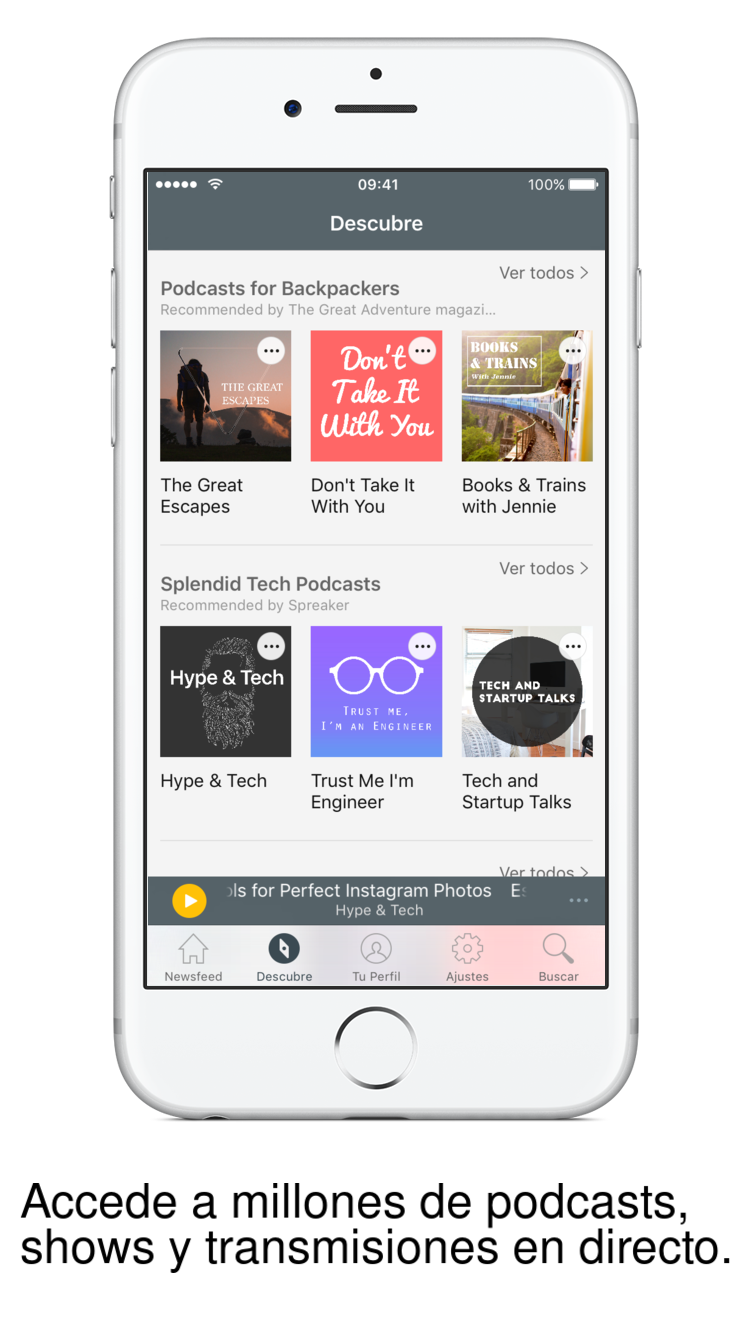 09:41
100%
Descubre
Ver todos
Podcasts for Backpackers
Recommended by The Great Adventure magazi...
THE GREAT
ESCAPES
Don't
Take It
With You
BOOKS
& TRAINS
With Jennie
The Great
Escapes
Don't Take It
With You
Books & Trains
with Jennie
Ver todos
Splendid Tech Podcasts
Recommended by Spreaker
Hype & Tech
TRUST ME,
I'M AN ENGINEER
TECH AND
STARTUP TALKS
Hype & Tech
Trust Me I'm
Engineer
Tech and
Startup Talks
Ver todos
for Perfect Instagram Photos
Hype & Tech
Newsfeed
Descubre
Tu Perfil
Ajustes
Buscar
Accede a millones de podcasts,
shows y transmisiones en directo.